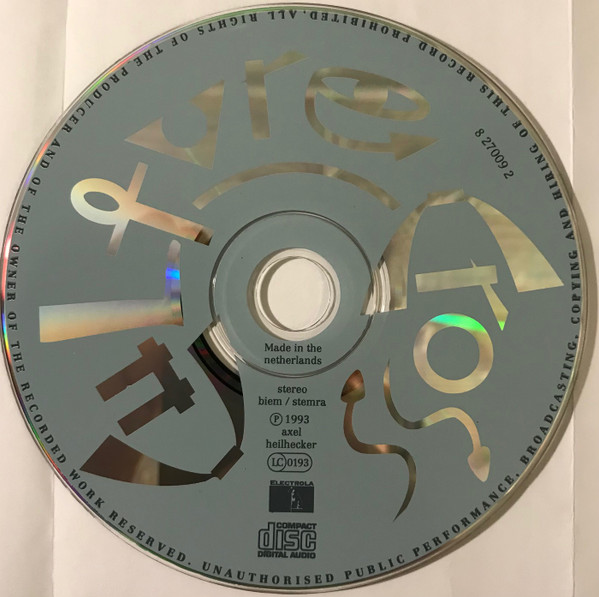 Culture Cross
8 27009 2
Made in the
netherlands
stereo
biem / stemra
Ⓟ 1993
axel
heilhecker
LC 0193
ELECTROLA
COMPACT
disc
DIGITAL AUDIO
ALL RIGHTS OF THE PRODUCER AND OF THE OWNER OF THE RECORDED WORK RESERVED. UNAUTHORISED PUBLIC PERFORMANCE, BROADCASTING, COPYING AND HIRING OF THIS RECORD PROHIBITED.